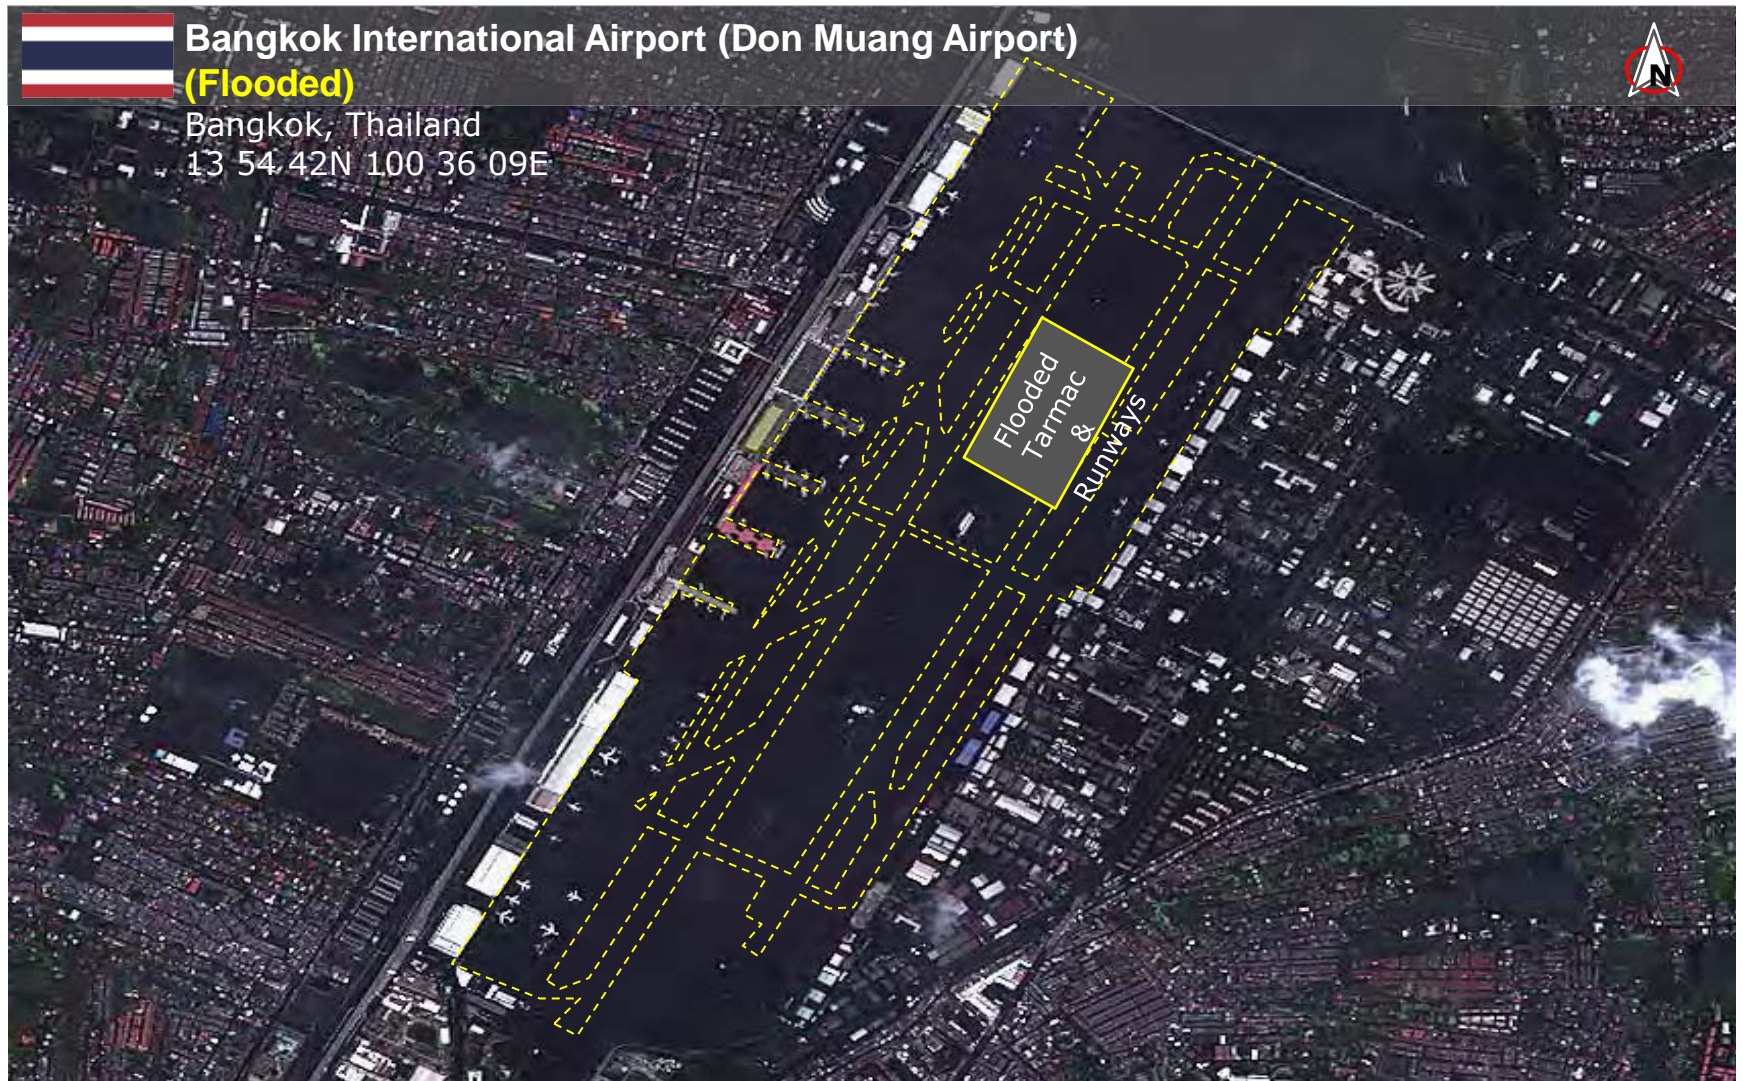 Bangkok International Airport (Don Muang Airport)
(Flooded)
Bangkok, Thailand
13 54 42N 100 36 09E
N
Flooded
Tarmac
&
Runways